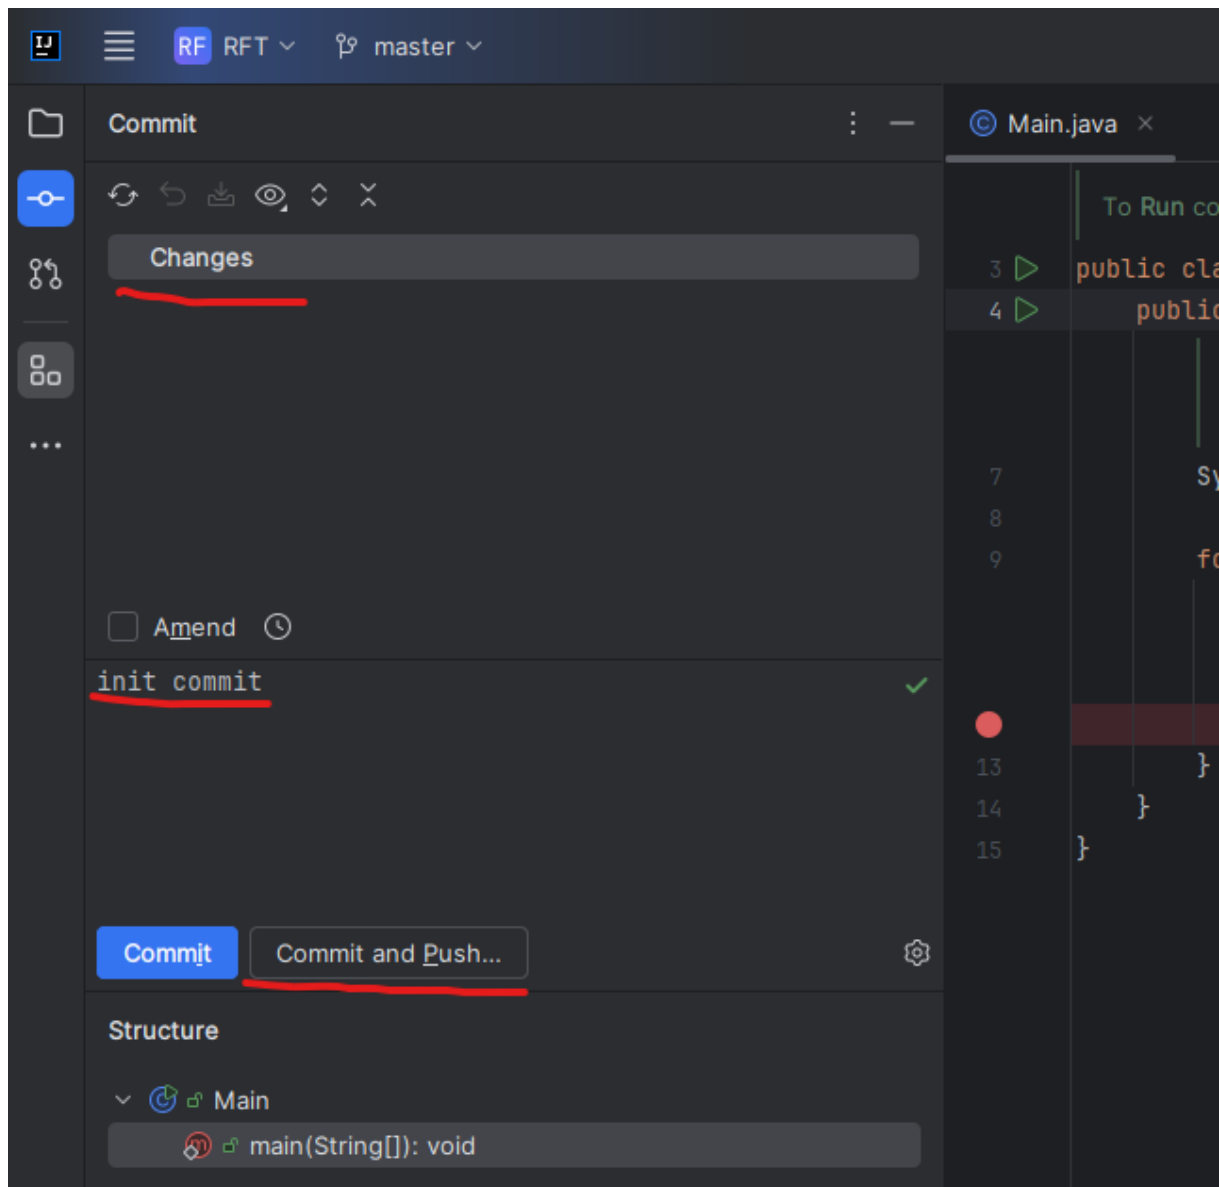 IJ RF RFT master
Commit
Main.java
To Run co
Changes
3 public cla
4 public
7 Sy
8
9 fo
Amend
init commit
13 }
14 }
15 }
Commit Commit and Push...
Structure
Main
m main(String[]): void